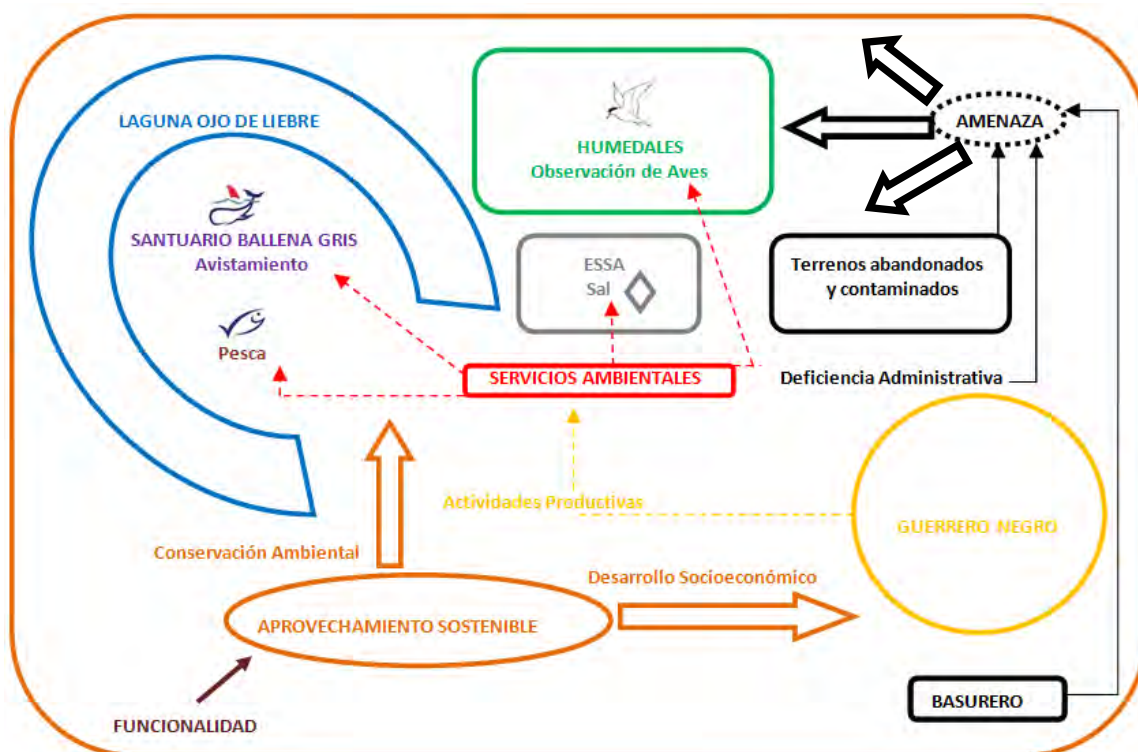 LAGUNA OJO DE LIEBRE
SANTUARIO BALLENA GRIS
Avistamiento
Pesca
HUMEDALES
Observación de Aves
AMENAZA
ESSA
Sal
Terrenos abandonados
y contaminados
SERVICIOS AMBIENTALES
Deficiencia Administrativa
Actividades Productivas
GUERRERO NEGRO
Conservación Ambiental
Desarrollo Socioeconómico
APROVECHAMIENTO SOSTENIBLE
BASURERO
FUNCIONALIDAD